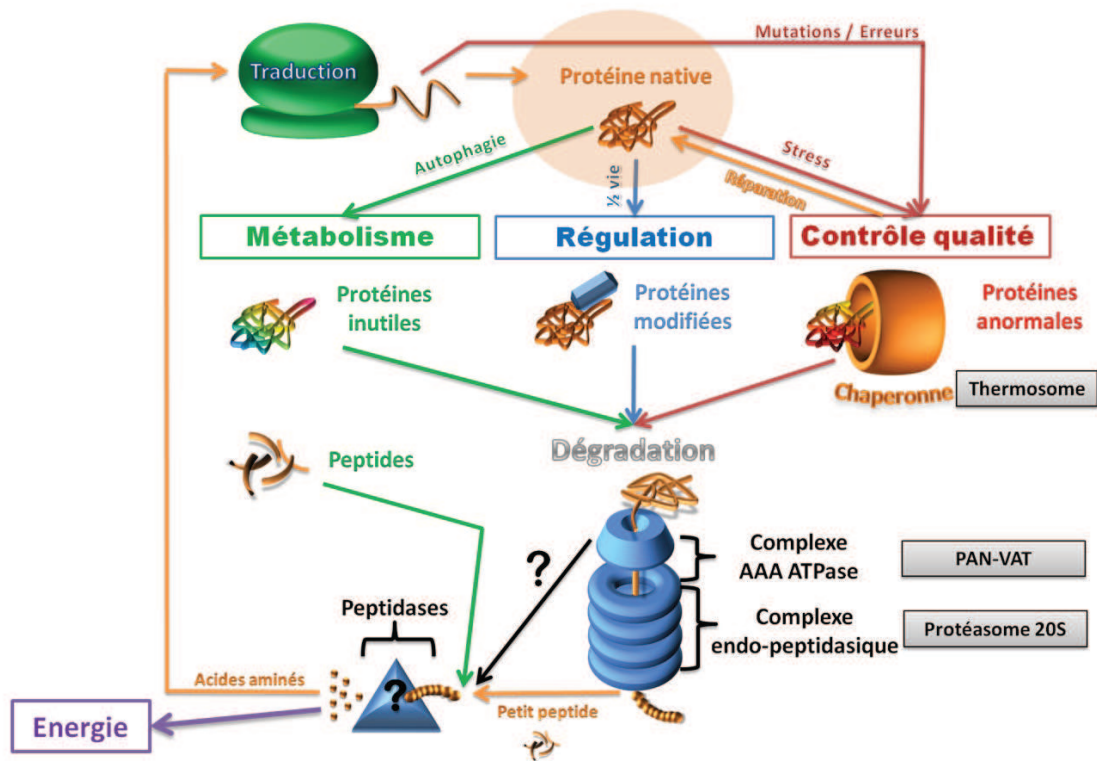 Mutations / Erreurs
Traduction
Protéine native
Autophagie
½ vie
Stress
Réparation
Métabolisme
Régulation
Contrôle qualité
Protéines
inutiles
Protéines
modifiées
Protéines
anormales
Chaperonne
Thermosome
Dégradation
Peptides
?
Complexe
AAA ATPase
PAN-VAT
Peptidases
Complexe
endo-peptidasique
Protéasome 20S
Acides aminés
?
Petit peptide
Energie